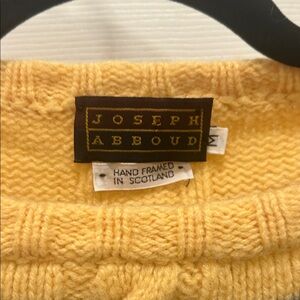 JOSEPH
ABBOUD
M
HAND FRAMED
IN SCOTLAND